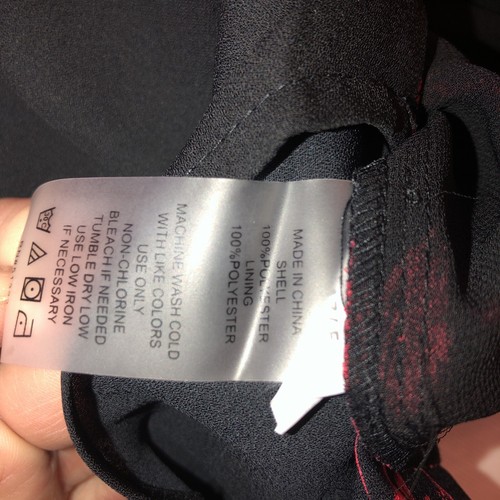 MADE IN CHINA
SHELL
100%POLYESTER
LINING
100%POLYESTER
MACHINE WASH COLD
WITH LIKE COLORS
USE ONLY
NON-CHLORINE
BLEACH IF NEEDED
TUMBLE DRY LOW
USE LOW IRON
IF NECESSARY